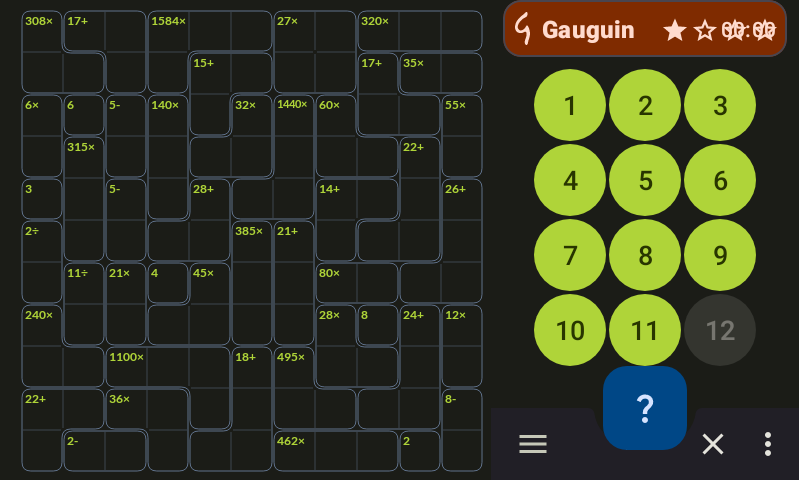 308× 17+ 1584× 27× 320×
15+ 17+ 35×
6× 6 5- 140× 32× 1440× 60× 55×
315× 22+
3 5- 28+ 14+ 26+
2÷ 385× 21+
11÷ 21× 4 45× 80×
240× 28× 8 24+ 12×
1100× 18+ 495×
22+ 36× 8-
2- 462× 2
Gauguin
1 2 3
4 5 6
7 8 9
10 11 12
?